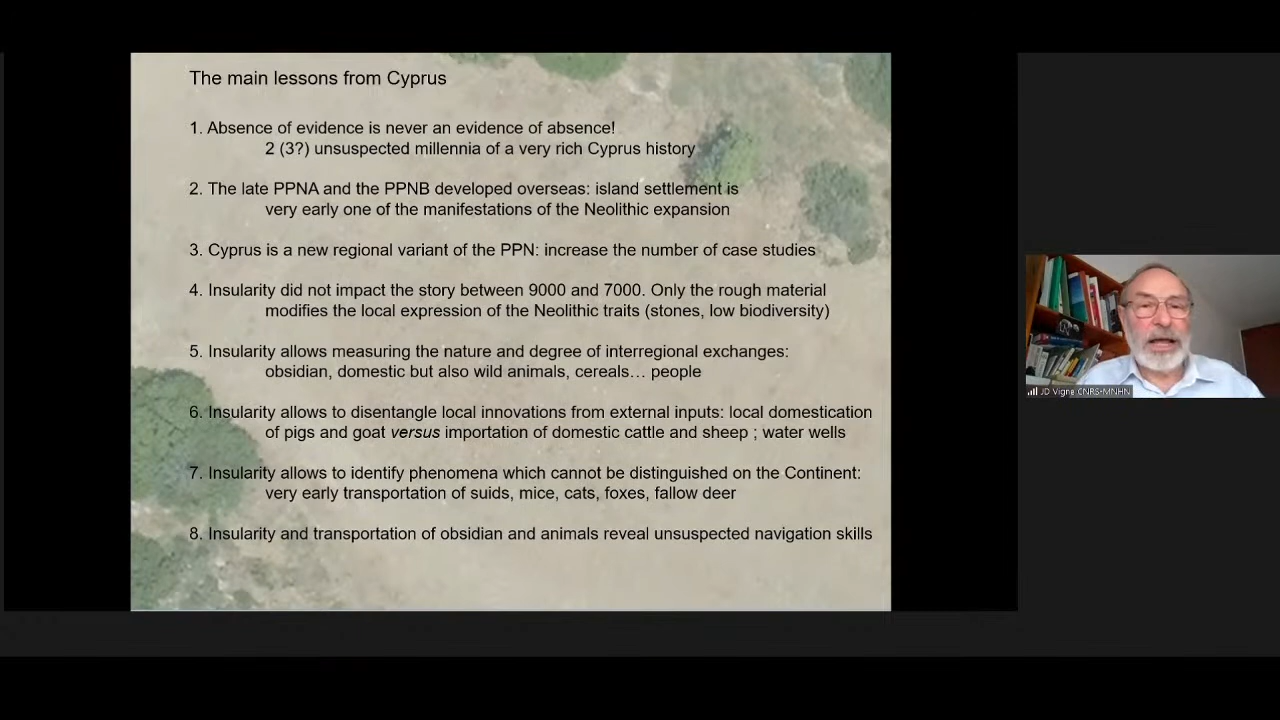 The main lessons from Cyprus
1. Absence of evidence is never an evidence of absence!
2 (3?) unsuspected millennia of a very rich Cyprus history
2. The late PPNA and the PPNB developed overseas: island settlement is
very early one of the manifestations of the Neolithic expansion
3. Cyprus is a new regional variant of the PPN: increase the number of case studies
4. Insularity did not impact the story between 9000 and 7000. Only the rough material
modifies the local expression of the Neolithic traits (stones, low biodiversity)
5. Insularity allows measuring the nature and degree of interregional exchanges:
obsidian, domestic but also wild animals, cereals… people
6. Insularity allows to disentangle local innovations from external inputs: local domestication
of pigs and goat versus importation of domestic cattle and sheep ; water wells
7. Insularity allows to identify phenomena which cannot be distinguished on the Continent:
very early transportation of suids, mice, cats, foxes, fallow deer
8. Insularity and transportation of obsidian and animals reveal unsuspected navigation skills
JD Vigne CNRS-MNHN